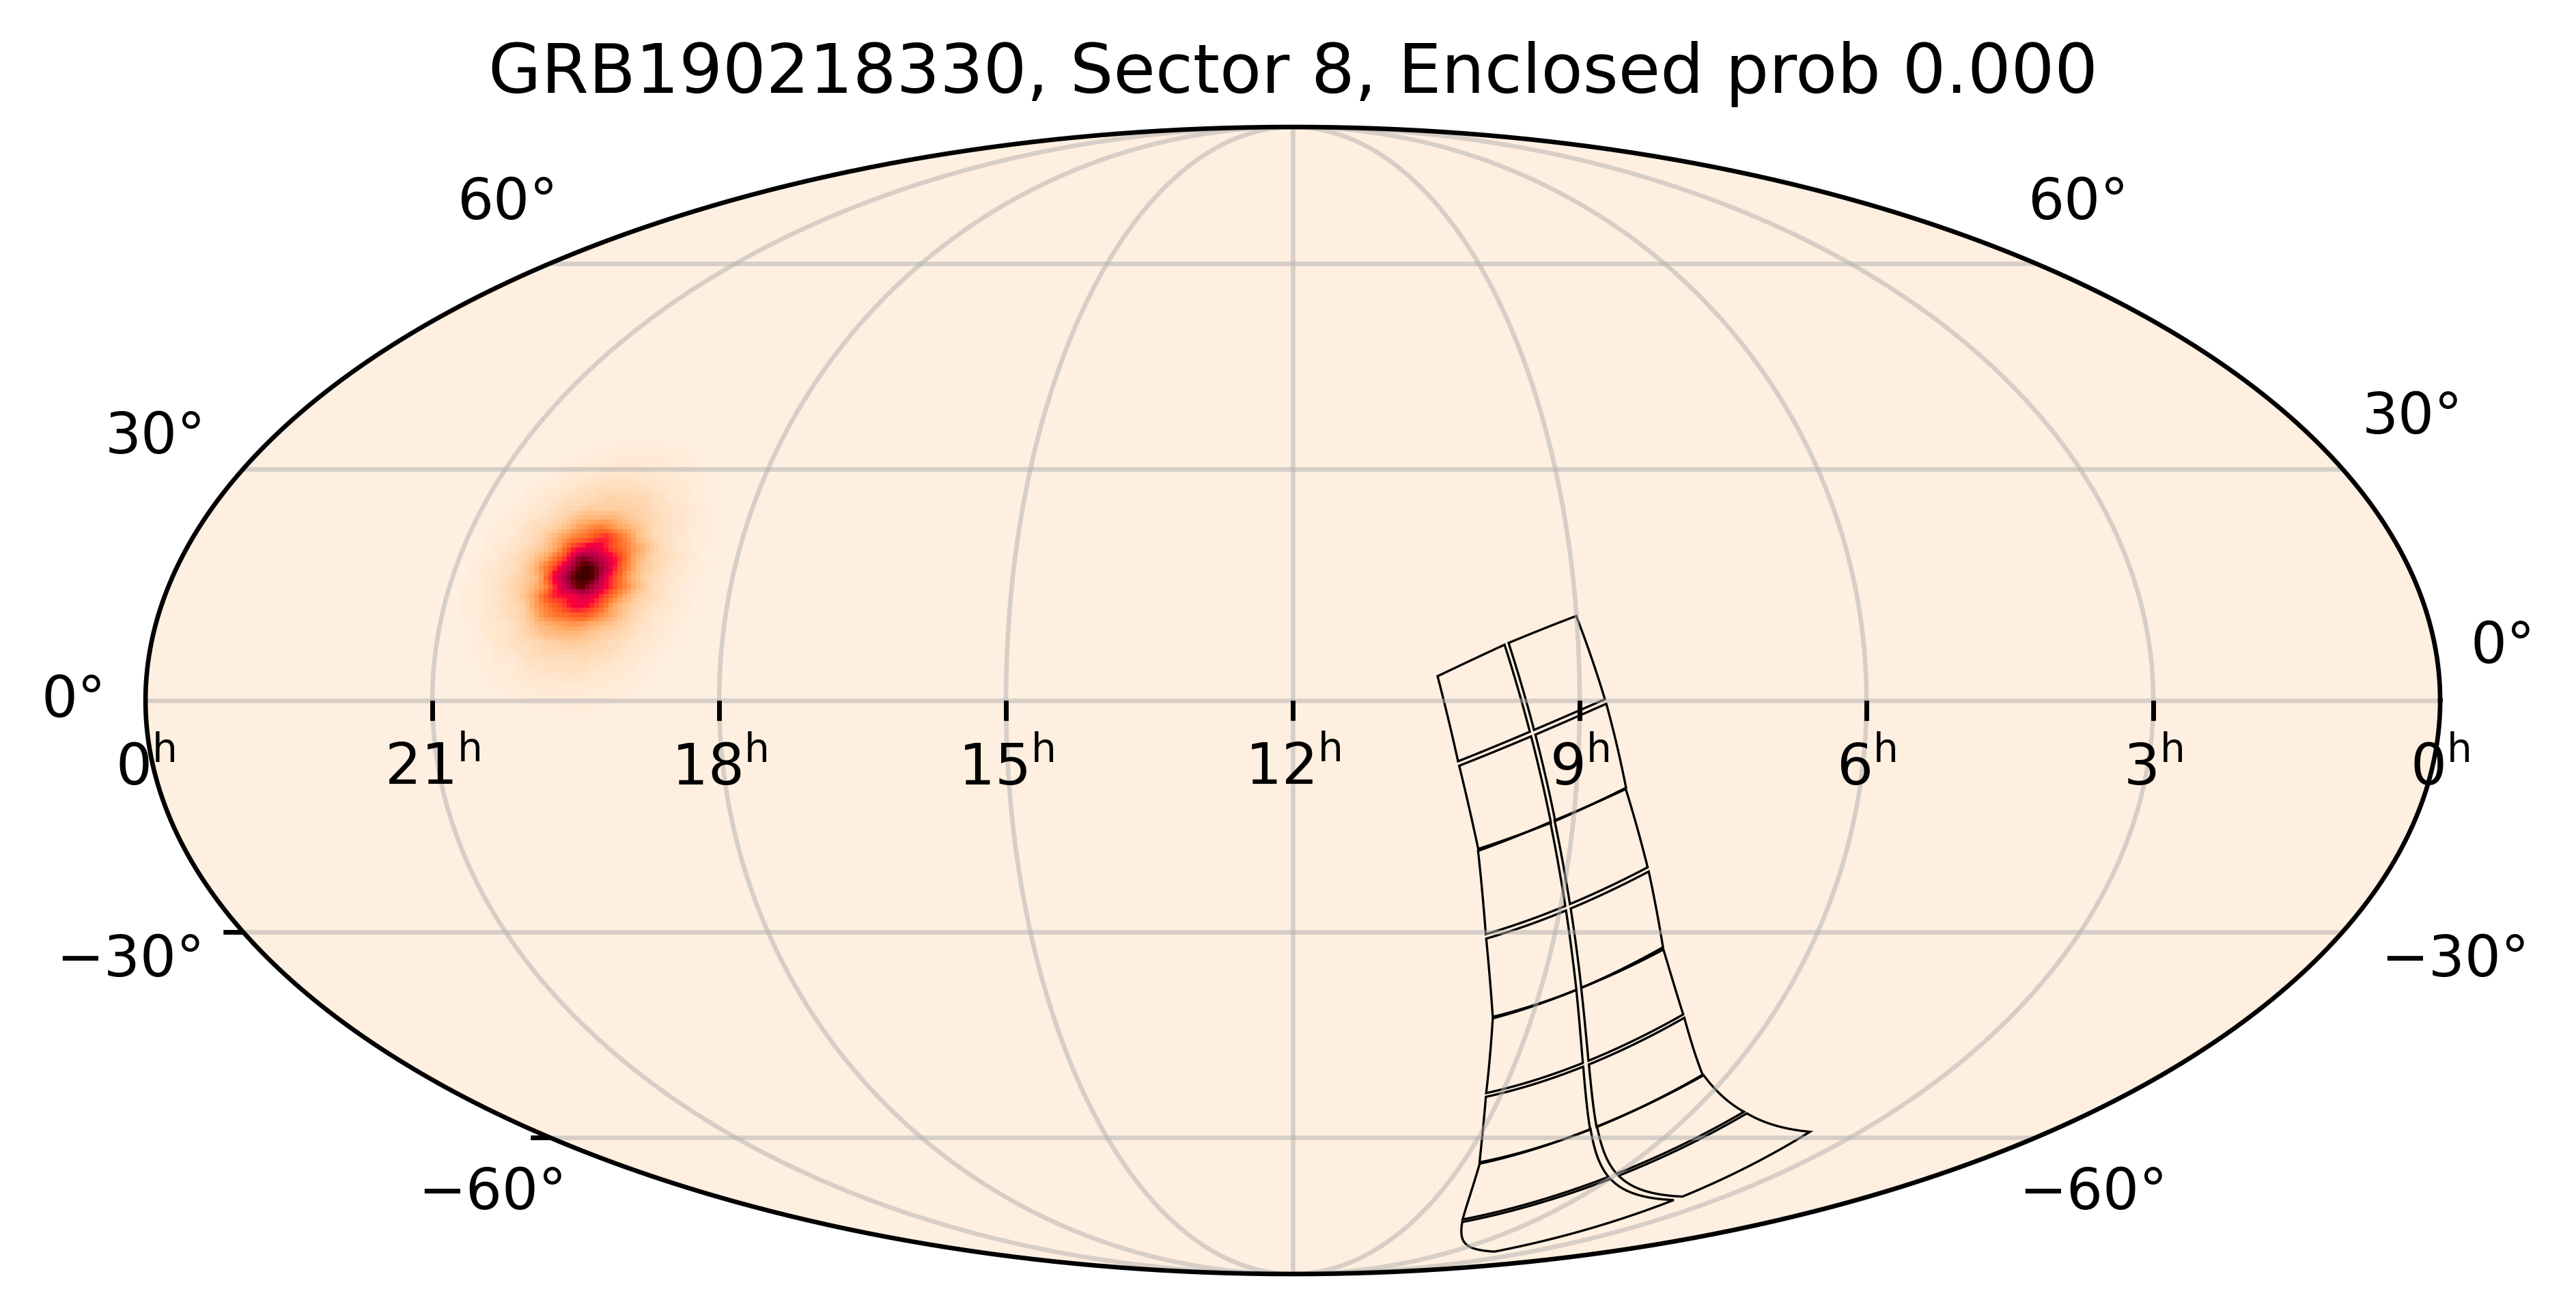 GRB190218330, Sector 8, Enclosed prob 0.000
60° 60°
30° 30°
0° 0°
0ʰ 21ʰ 18ʰ 15ʰ 12ʰ 9ʰ 6ʰ 3ʰ 0ʰ
−30° −30°
−60° −60°